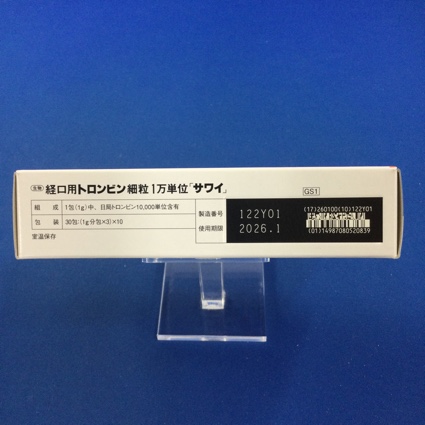 生物 経口用トロンビン細粒1万単位「サワイ」
GS1
組成 1包(1g)中、日局トロンビン10,000単位含有
包装 30包:(1g分包×3)×10
室温保存
製造番号 122Y01
使用期限 2026.1
(17)260100(10)122Y01
(01)14987080520839